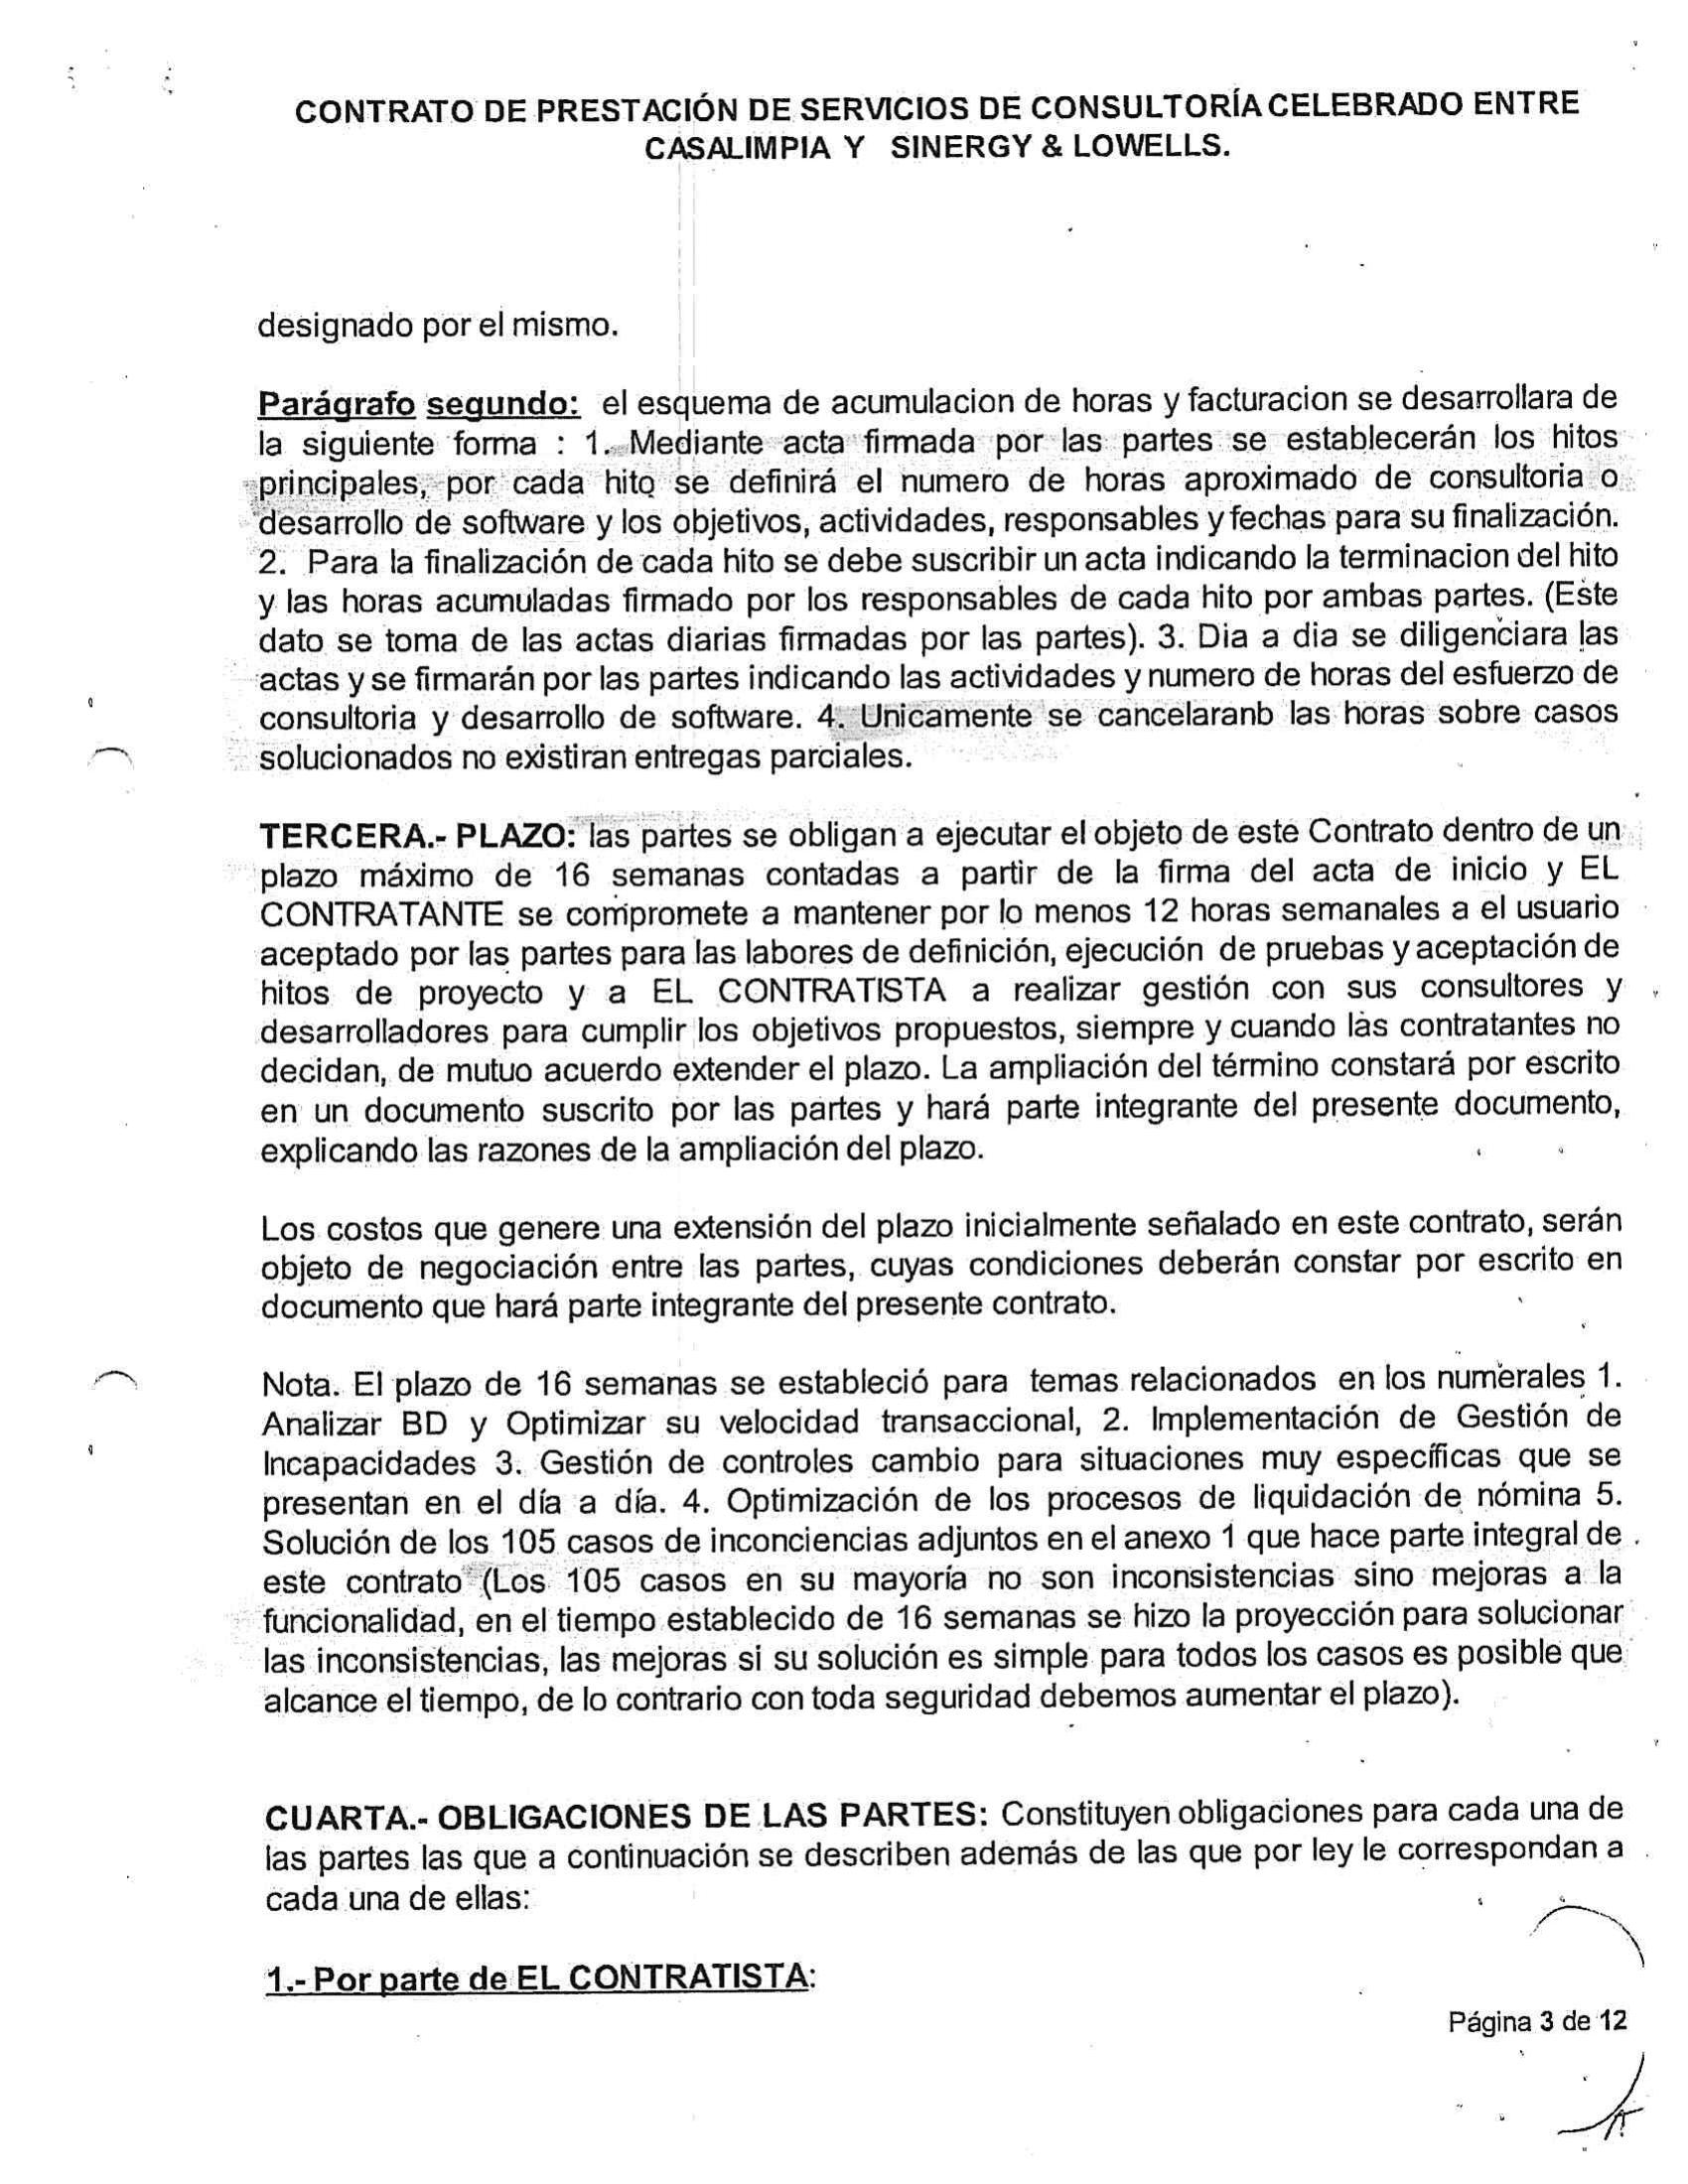 CONTRATO DE PRESTACIÓN DE SERVICIOS DE CONSULTORÍA CELEBRADO ENTRE
CASALIMPIA Y SINERGY & LOWELLS.
designado por el mismo.
Parágrafo segundo: el esquema de acumulacion de horas y facturacion se desarrollara de
la siguiente forma : 1. Mediante acta firmada por las partes se establecerán los hitos
principales, por cada hito se definirá el numero de horas aproximado de consultoria o
desarrollo de software y los objetivos, actividades, responsables y fechas para su finalización.
2. Para la finalización de cada hito se debe suscribir un acta indicando la terminacion del hito
y las horas acumuladas firmado por los responsables de cada hito por ambas partes. (Este
dato se toma de las actas diarias firmadas por las partes). 3. Dia a dia se diligenciara las
actas y se firmarán por las partes indicando las actividades y numero de horas del esfuerzo de
consultoria y desarrollo de software. 4. Unicamente se cancelaranb las horas sobre casos
solucionados no existiran entregas parciales.
TERCERA.- PLAZO: las partes se obligan a ejecutar el objeto de este Contrato dentro de un
plazo máximo de 16 semanas contadas a partir de la firma del acta de inicio y EL
CONTRATANTE se compromete a mantener por lo menos 12 horas semanales a el usuario
aceptado por las partes para las labores de definición, ejecución de pruebas y aceptación de
hitos de proyecto y a EL CONTRATISTA a realizar gestión con sus consultores y
desarrolladores para cumplir los objetivos propuestos, siempre y cuando las contratantes no
decidan, de mutuo acuerdo extender el plazo. La ampliación del término constará por escrito
en un documento suscrito por las partes y hará parte integrante del presente documento,
explicando las razones de la ampliación del plazo.
Los costos que genere una extensión del plazo inicialmente señalado en este contrato, serán
objeto de negociación entre las partes, cuyas condiciones deberán constar por escrito en
documento que hará parte integrante del presente contrato.
Nota. El plazo de 16 semanas se estableció para temas relacionados en los numerales 1.
Analizar BD y Optimizar su velocidad transaccional, 2. Implementación de Gestión de
Incapacidades 3. Gestión de controles cambio para situaciones muy específicas que se
presentan en el día a día. 4. Optimización de los procesos de liquidación de nómina 5.
Solución de los 105 casos de inconciencias adjuntos en el anexo 1 que hace parte integral de
este contrato (Los 105 casos en su mayoría no son inconsistencias sino mejoras a la
funcionalidad, en el tiempo establecido de 16 semanas se hizo la proyección para solucionar
las inconsistencias, las mejoras si su solución es simple para todos los casos es posible que
alcance el tiempo, de lo contrario con toda seguridad debemos aumentar el plazo).
CUARTA.- OBLIGACIONES DE LAS PARTES: Constituyen obligaciones para cada una de
las partes las que a continuación se describen además de las que por ley le correspondan a
cada una de ellas:
1.- Por parte de EL CONTRATISTA:
Página 3 de 12